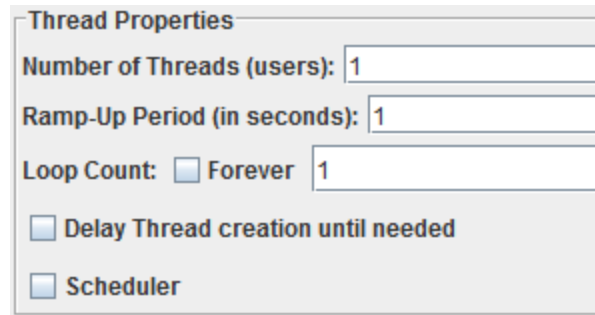 Thread Properties
Number of Threads (users): 1
Ramp-Up Period (in seconds): 1
Loop Count: Forever 1
Delay Thread creation until needed
Scheduler